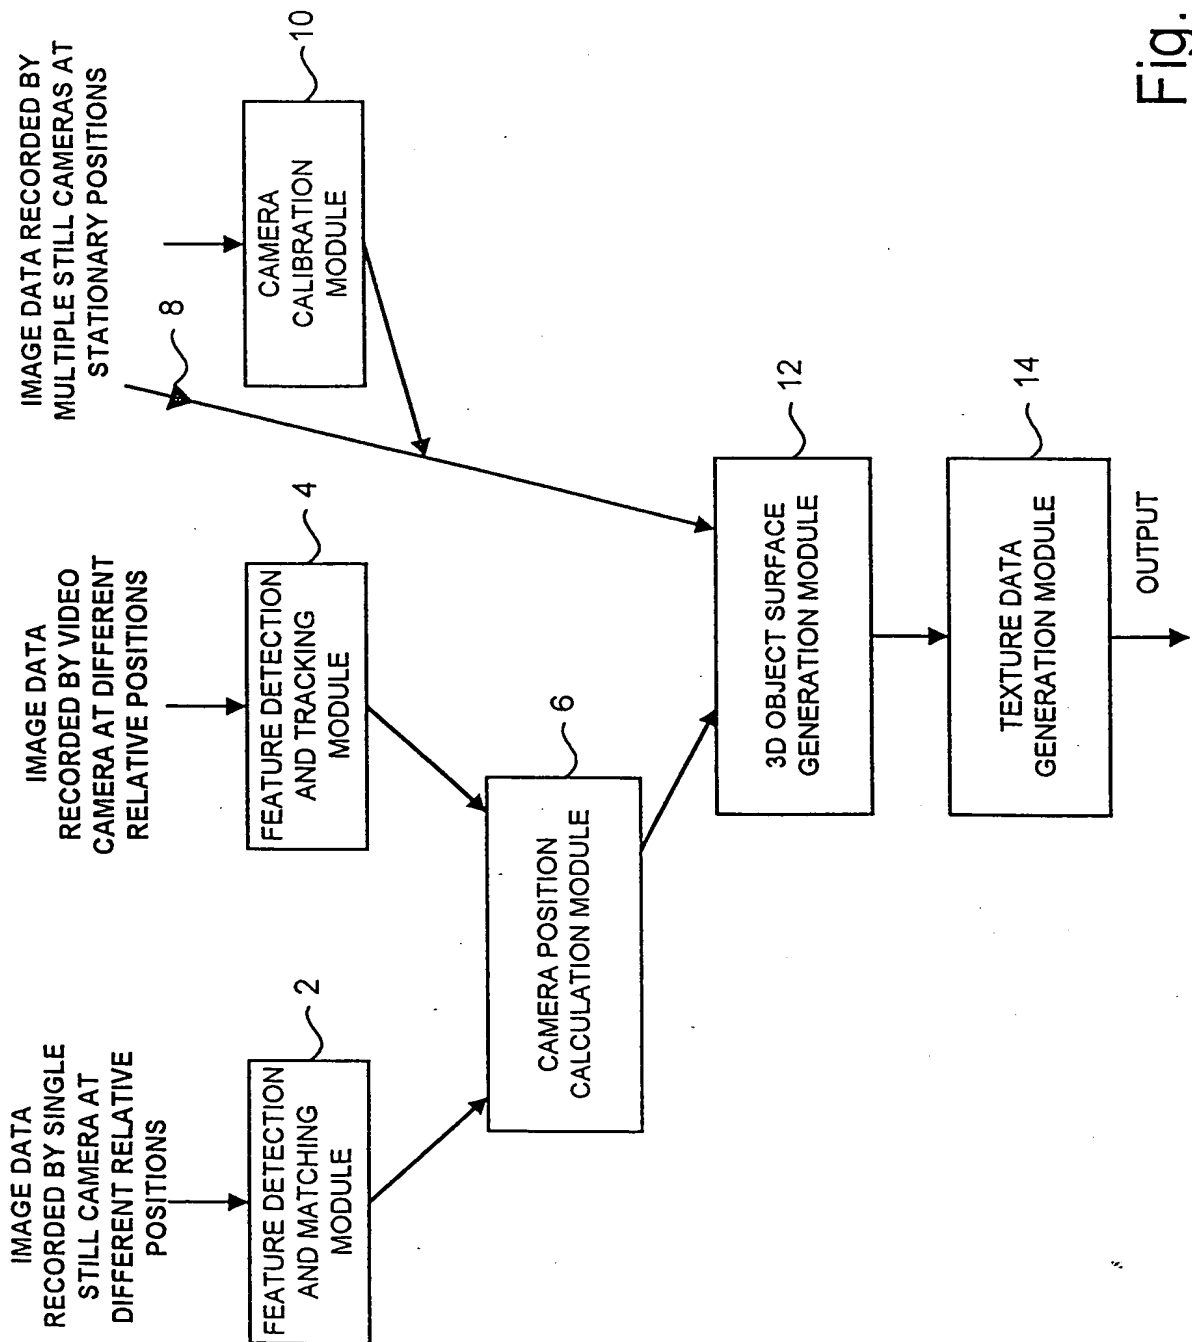 IMAGE DATA
RECORDED BY SINGLE
STILL CAMERA AT
DIFFERENT RELATIVE
POSITIONS
IMAGE DATA
RECORDED BY VIDEO
CAMERA AT DIFFERENT
RELATIVE POSITIONS
IMAGE DATA RECORDED BY
MULTIPLE STILL CAMERAS AT
STATIONARY POSITIONS
8
2
FEATURE DETECTION
AND MATCHING
MODULE
4
FEATURE DETECTION
AND TRACKING
MODULE
10
CAMERA
CALIBRATION
MODULE
6
CAMERA POSITION
CALCULATION MODULE
12
3D OBJECT SURFACE
GENERATION MODULE
14
TEXTURE DATA
GENERATION MODULE
OUTPUT
Fig.